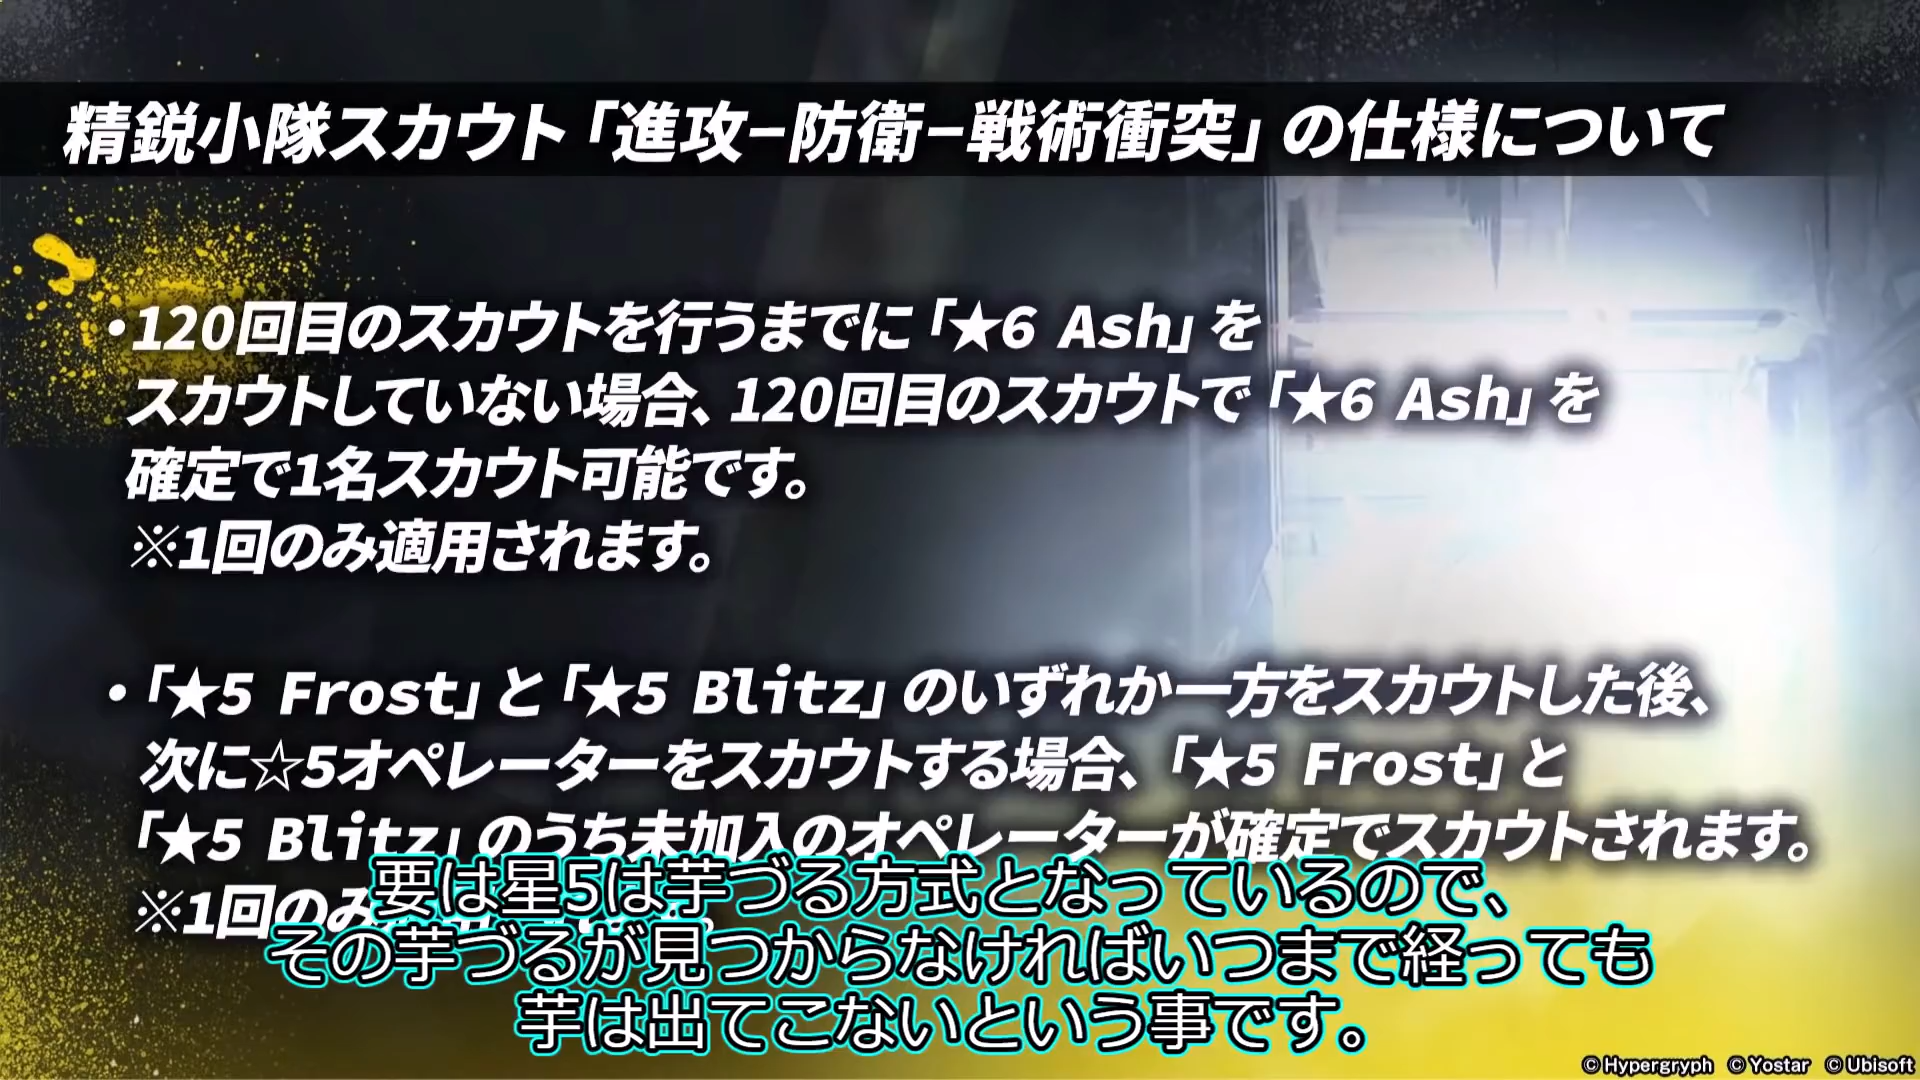 精鋭小隊スカウト「進攻−防衛−戦術衝突」の仕様について
・120回目のスカウトを行うまでに「★6 Ash」を
スカウトしていない場合、120回目のスカウトで「★6 Ash」を
確定で1名スカウト可能です。
※1回のみ適用されます。
・「★5 Frost」と「★5 Blitz」のいずれか一方をスカウトした後、
次に☆5オペレーターをスカウトする場合、「★5 Frost」と
「★5 Blitz」のうち未加入のオペレーターが確定でスカウトされます。
※1回のみ
要は星5は芋づる方式となっているので、
その芋づるが見つからなければいつまで経っても
芋は出てこないという事です。
© Hypergryph © Yostar © Ubisoft